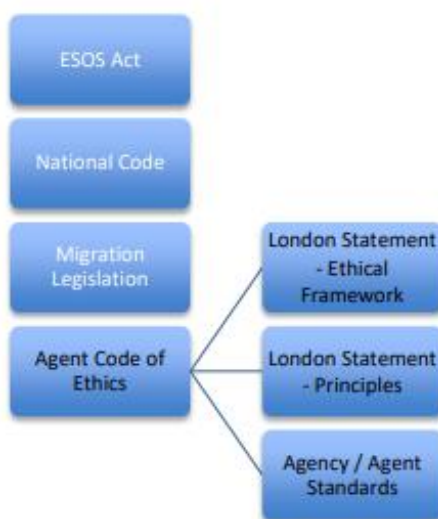 ESOS Act
National Code
Migration
Legislation
Agent Code of
Ethics
London Statement
- Ethical
Framework
London Statement
- Principles
Agency / Agent
Standards